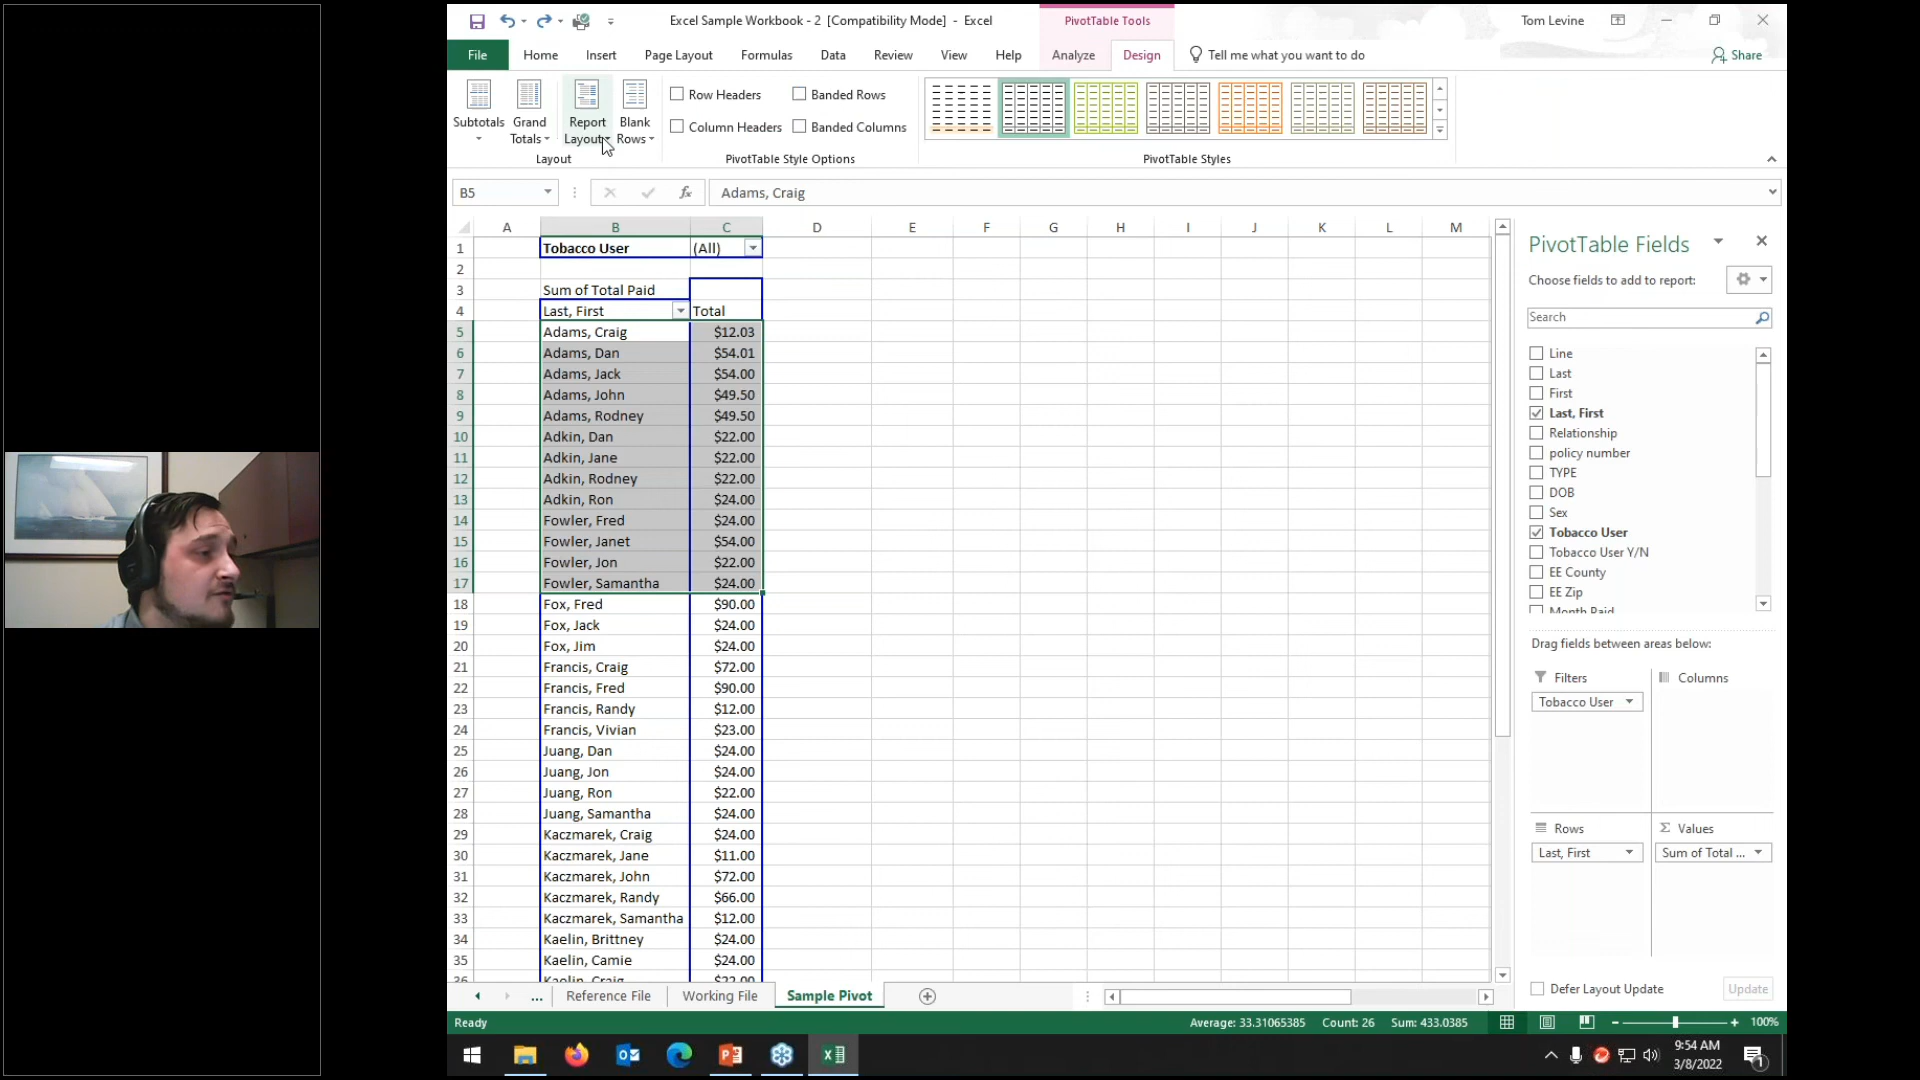 Excel Sample Workbook - 2 [Compatibility Mode] - Excel
PivotTable Tools
Tom Levine
File
Home
Insert
Page Layout
Formulas
Data
Review
View
Help
Analyze
Design
Tell me what you want to do
Share
Subtotals
Grand Totals
Report Layout
Blank Rows
Layout
Row Headers
Banded Rows
Column Headers
Banded Columns
PivotTable Style Options
PivotTable Styles
B5
fx
Adams, Craig
A B C D E F G H I J K L M
1 Tobacco User (All)
2
3 Sum of Total Paid
4 Last, First Total
5 Adams, Craig $12.03
6 Adams, Dan $54.01
7 Adams, Jack $54.00
8 Adams, John $49.50
9 Adams, Rodney $49.50
10 Adkin, Dan $22.00
11 Adkin, Jane $22.00
12 Adkin, Rodney $22.00
13 Adkin, Ron $24.00
14 Fowler, Fred $24.00
15 Fowler, Janet $54.00
16 Fowler, Jon $22.00
17 Fowler, Samantha $24.00
18 Fox, Fred $90.00
19 Fox, Jack $24.00
20 Fox, Jim $24.00
21 Francis, Craig $72.00
22 Francis, Fred $90.00
23 Francis, Randy $12.00
24 Francis, Vivian $23.00
25 Juang, Dan $24.00
26 Juang, Jon $24.00
27 Juang, Ron $22.00
28 Juang, Samantha $24.00
29 Kaczmarek, Craig $24.00
30 Kaczmarek, Jane $11.00
31 Kaczmarek, John $72.00
32 Kaczmarek, Randy $66.00
33 Kaczmarek, Samantha $12.00
34 Kaelin, Brittney $24.00
35 Kaelin, Camie $24.00
36 Kaelin, Craig $22.00
PivotTable Fields
Choose fields to add to report:
Search
Line
Last
First
Last, First
Relationship
policy number
TYPE
DOB
Sex
Tobacco User
Tobacco User Y/N
EE County
EE Zip
Month Paid
Drag fields between areas below:
Filters
Columns
Tobacco User
Rows
Values
Last, First
Sum of Total ...
Defer Layout Update
Update
...
Reference File
Working File
Sample Pivot
Ready
Average: 33.31065385
Count: 26
Sum: 433.0385
100%
9:54 AM
3/8/2022
1